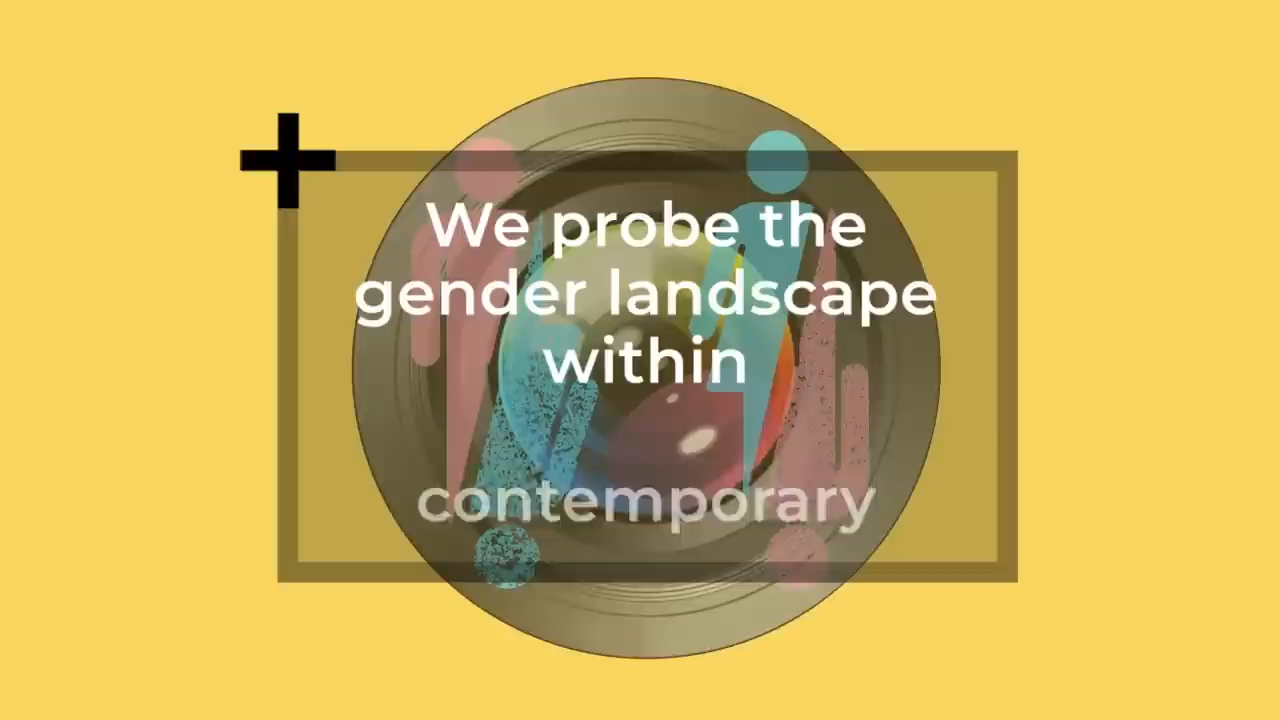 We probe the
gender landscape
within
contemporary